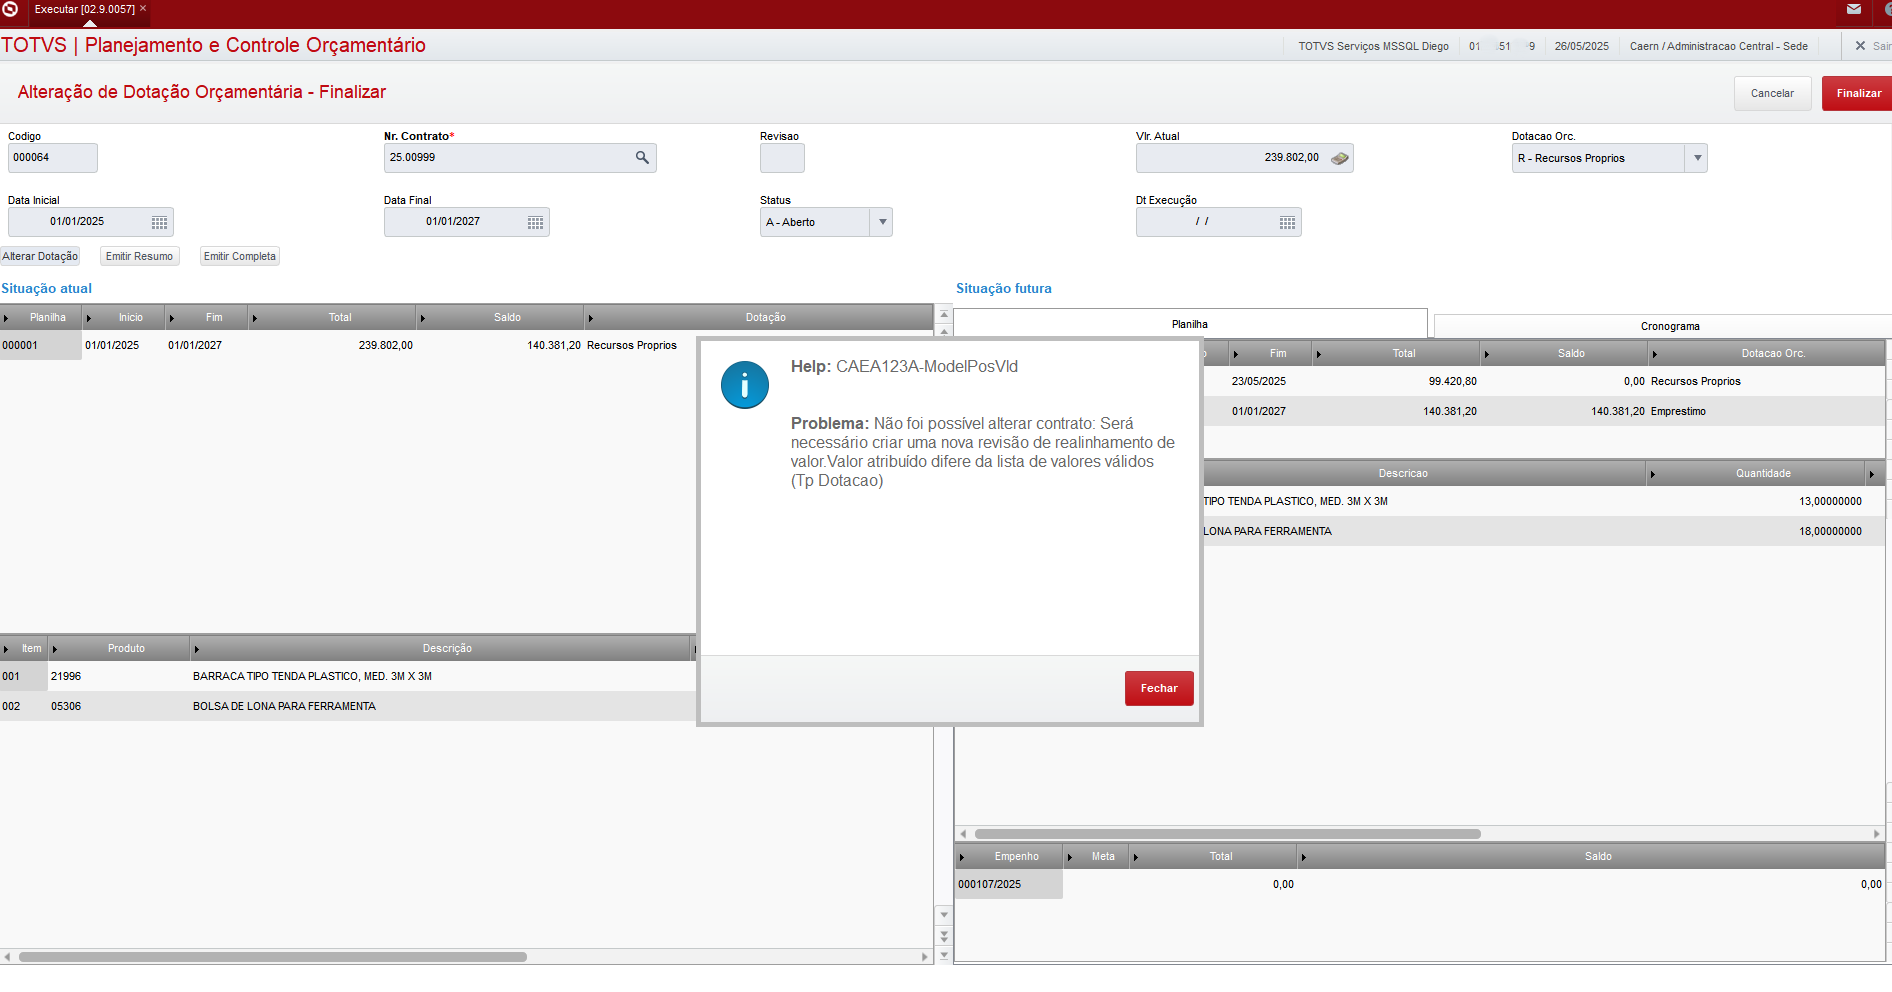 Executar [02.9.0057] ×
TOTVS | Planejamento e Controle Orçamentário
TOTVS Serviços MSSQL Diego
01
51
9
26/05/2025
Caern / Administracao Central - Sede
Sair
Alteração de Dotação Orçamentária - Finalizar
Cancelar
Finalizar
Codigo
Nr. Contrato*
Revisao
Vlr. Atual
Dotacao Orc.
000064
25.00999
239.802,00
R - Recursos Proprios
Data Inicial
Data Final
Status
Dt Execução
01/01/2025
01/01/2027
A - Aberto
/ /
Alterar Dotação
Emitir Resumo
Emitir Completa
Situação atual
Planilha Inicio Fim Total Saldo Dotação
000001 01/01/2025 01/01/2027 239.802,00 140.381,20 Recursos Proprios
Item Produto Descrição
001 21996 BARRACA TIPO TENDA PLASTICO, MED. 3M X 3M
002 05306 BOLSA DE LONA PARA FERRAMENTA
Situação futura
Planilha
Cronograma
o Fim Total Saldo Dotacao Orc.
23/05/2025 99.420,80 0,00 Recursos Proprios
01/01/2027 140.381,20 140.381,20 Emprestimo
Descricao Quantidade
TIPO TENDA PLASTICO, MED. 3M X 3M 13,00000000
LONA PARA FERRAMENTA 18,00000000
Empenho Meta Total Saldo
000107/2025 0,00 0,00
Help: CAEA123A-ModelPosVld
Problema: Não foi possível alterar contrato: Será
necessário criar uma nova revisão de realinhamento de
valor.Valor atribuído difere da lista de valores válidos
(Tp Dotacao)
Fechar